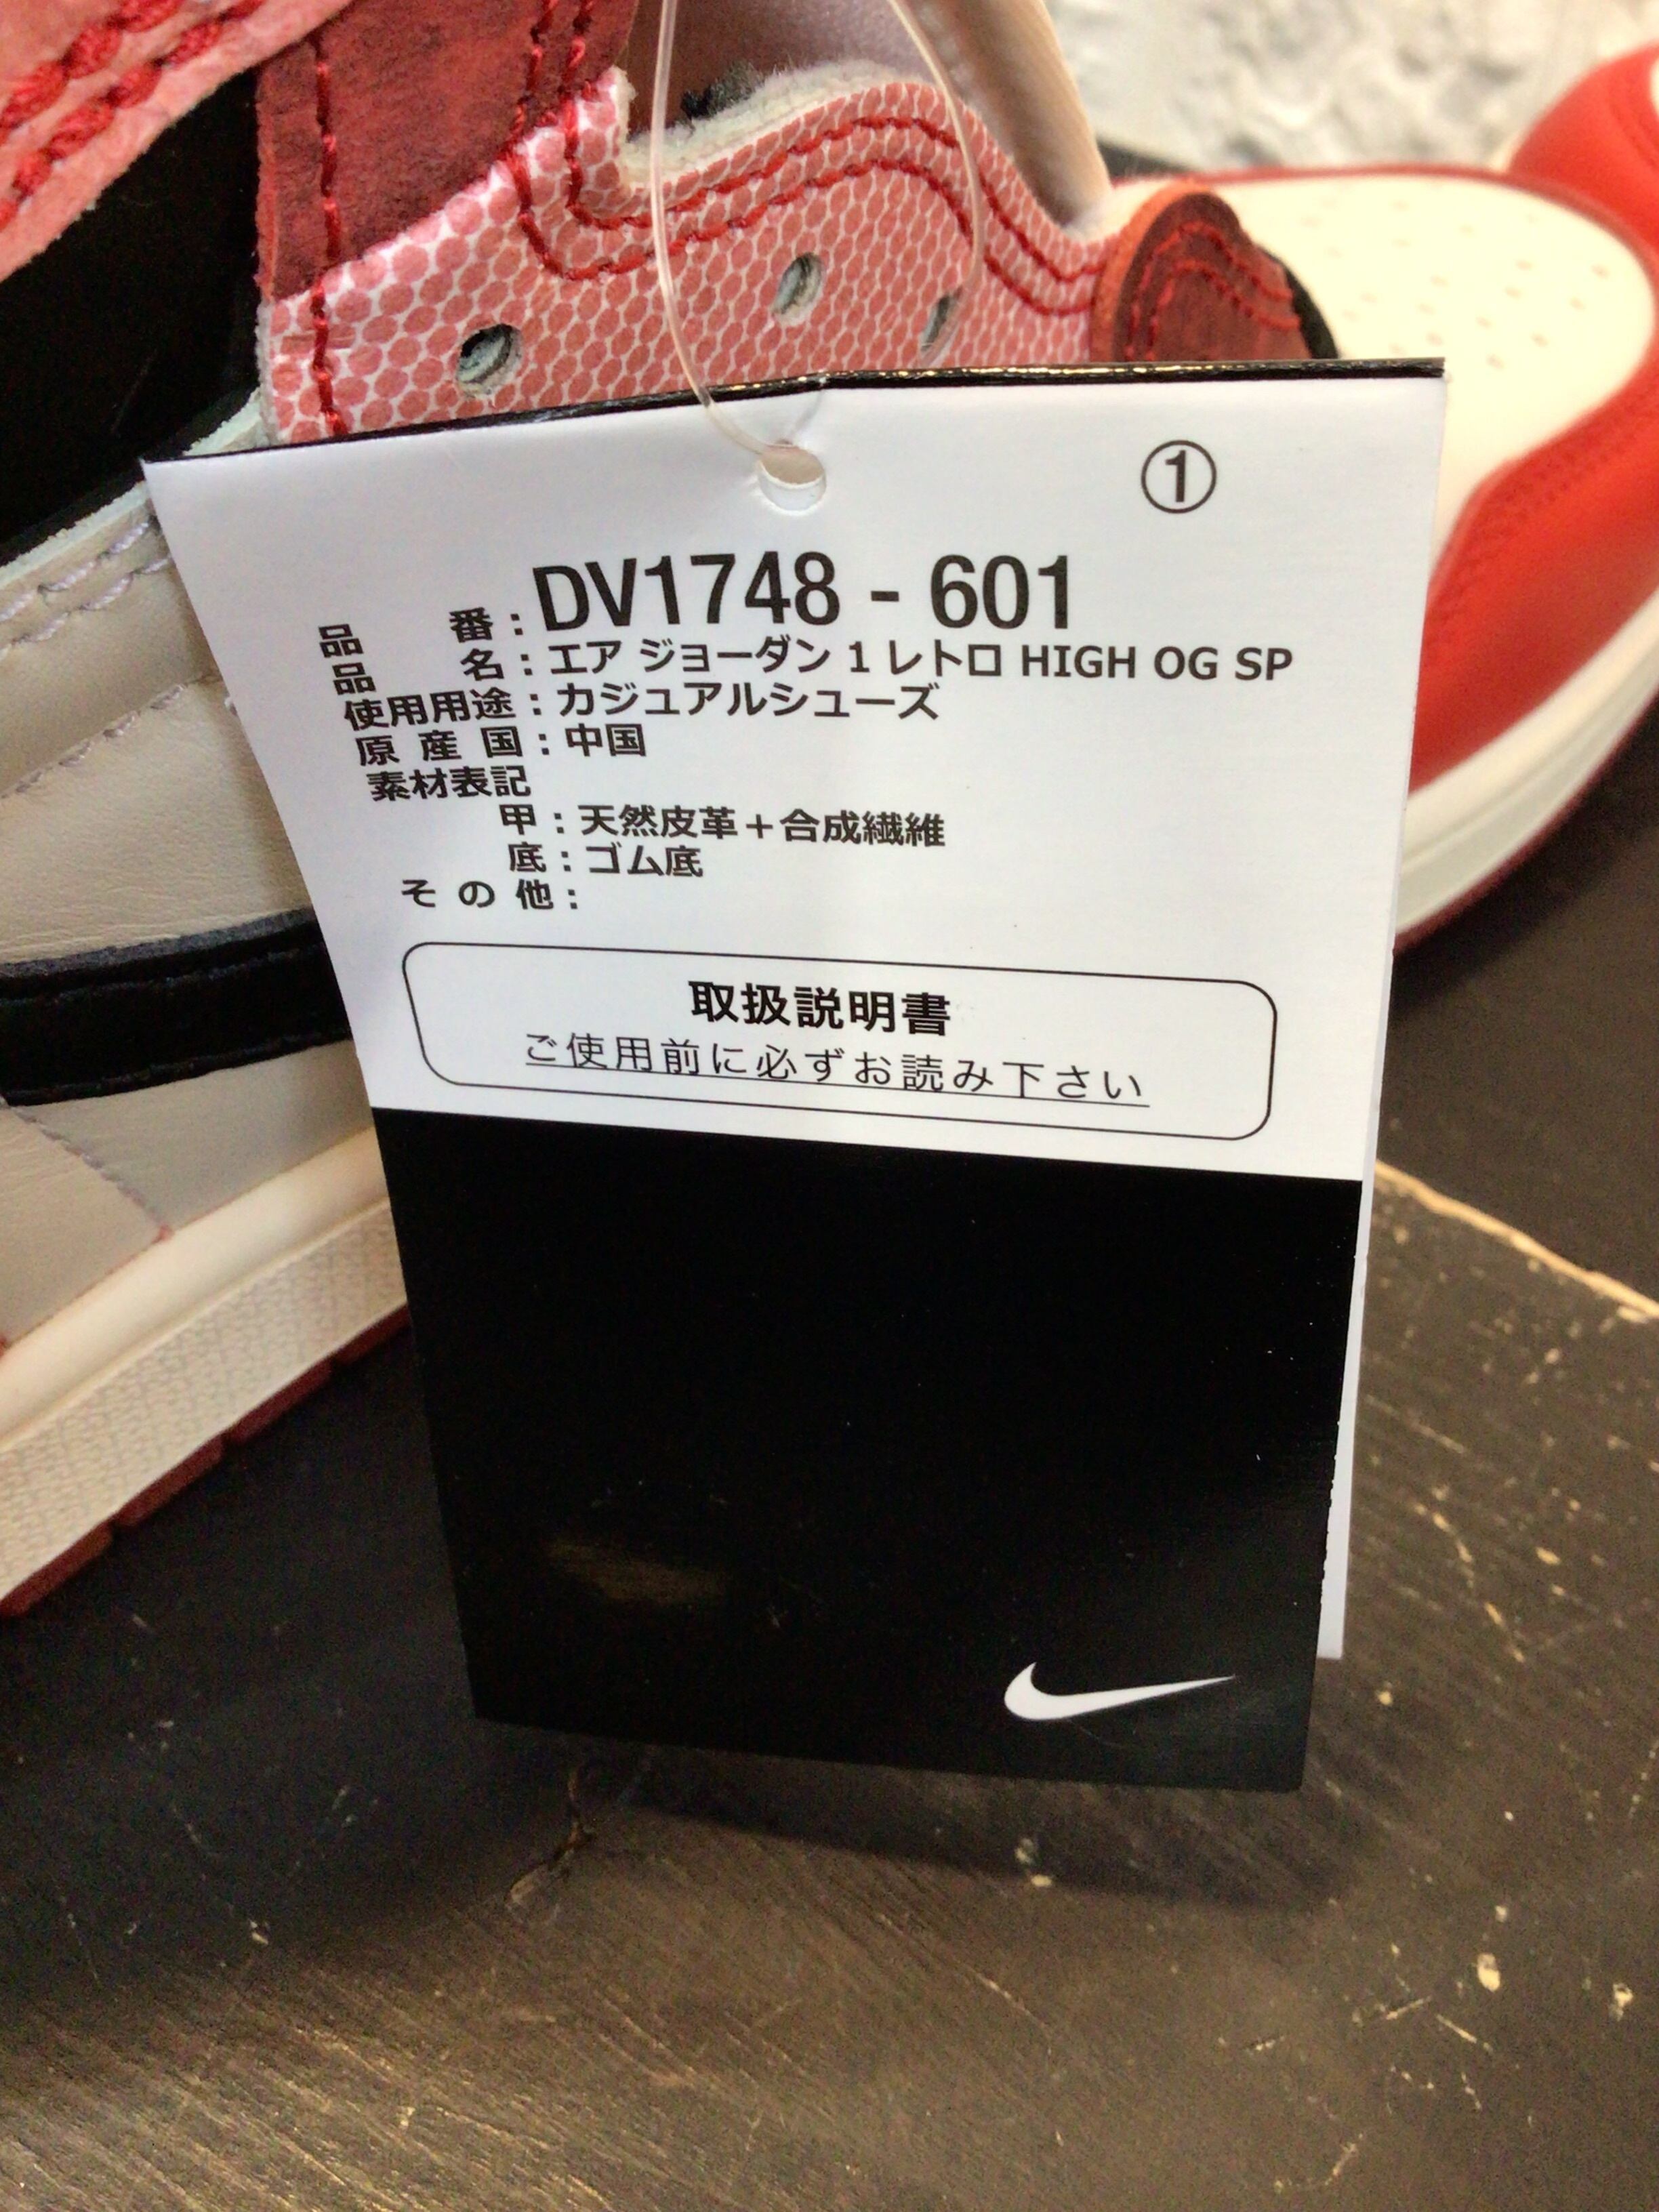 ①
品番：DV1748 - 601
品名：エア ジョーダン 1 レトロ HIGH OG SP
使用用途：カジュアルシューズ
原産国：中国
素材表記
甲：天然皮革＋合成繊維
底：ゴム底
その他：
取扱説明書
ご使用前に必ずお読み下さい